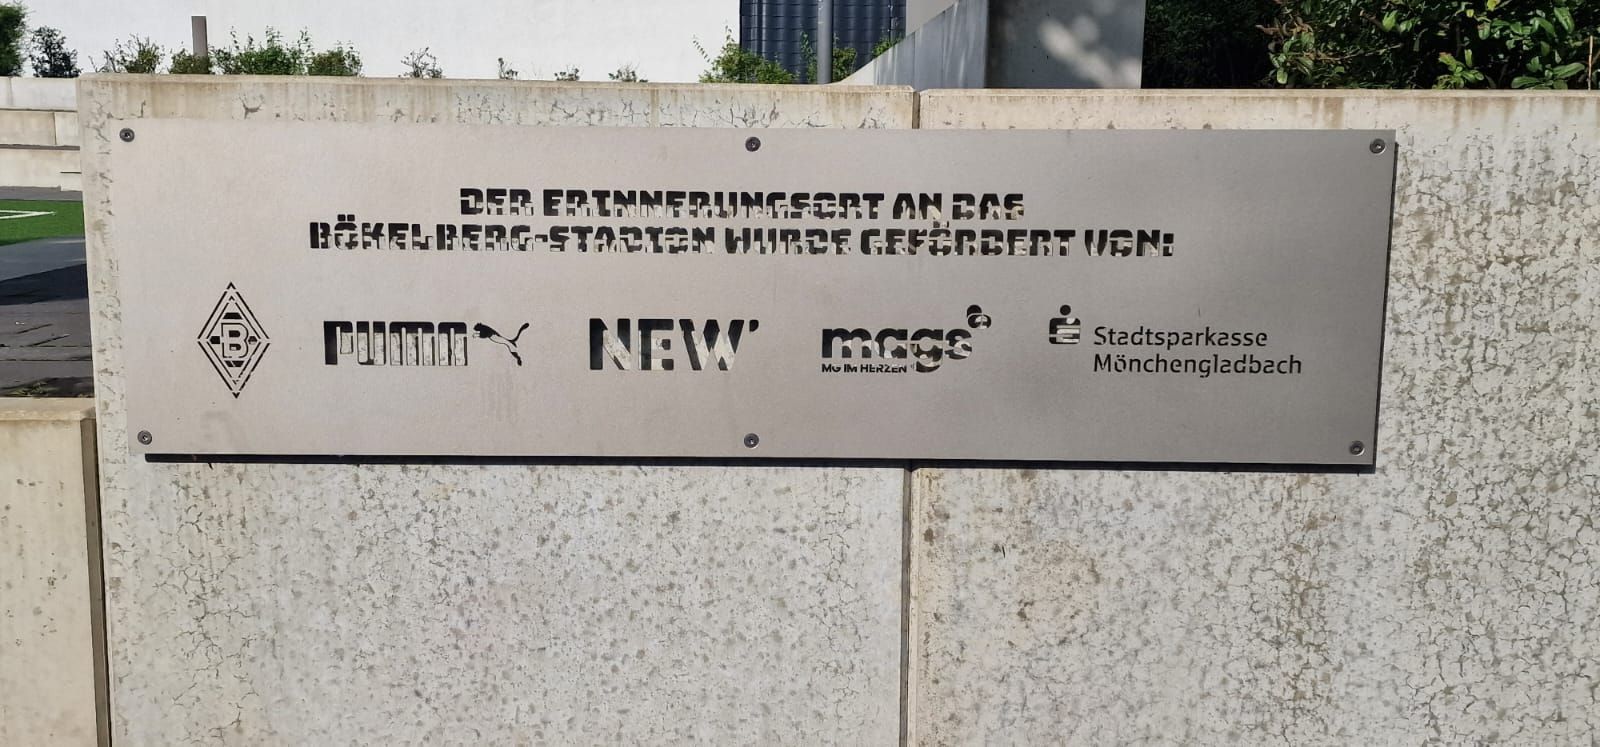 DER ERINNERUNGSORT AN DAS
BÖKELBERG-STADION WURDE GEFÖRDERT VON:
B
PUMA
NEW'
mags
MG IM HERZEN
Stadtsparkasse
Mönchengladbach